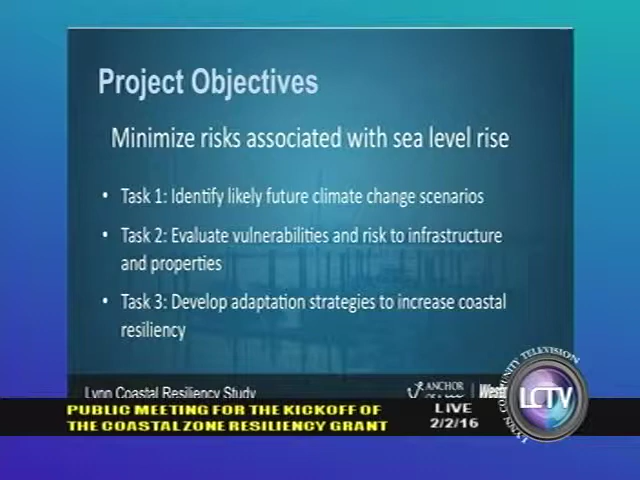 Project Objectives
Minimize risks associated with sea level rise
• Task 1: Identify likely future climate change scenarios
• Task 2: Evaluate vulnerabilities and risk to infrastructure
and properties
• Task 3: Develop adaptation strategies to increase coastal
resiliency
Lynn Coastal Resiliency Study
ANCHOR
PUBLIC MEETING FOR THE KICKOFF OF
THE COASTAL ZONE RESILIENCY GRANT
LIVE
2/2/16
LYNN COMMUNITY TELEVISION
LCTV